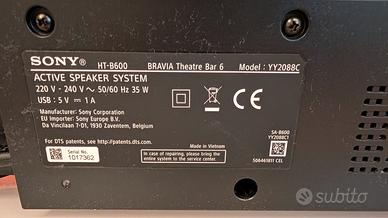 SONY HT-B600 BRAVIA Theatre Bar 6 Model: YY2088C
ACTIVE SPEAKER SYSTEM
220 V - 240 V ~ 50/60 Hz 35 W
USB: 5 V ⎓ 1 A
Manufacturer: Sony Corporation
EU Importer: Sony Europe B.V.
Da Vincilaan 7-D1, 1930 Zaventem, Belgium
For DTS patents, see http://patents.dts.com.
Serial No.
1017362
Made in Vietnam
In case of repair, please bring the
entire system to the service center.
SA-B600
YY2088C1
506461811 CEL
subito